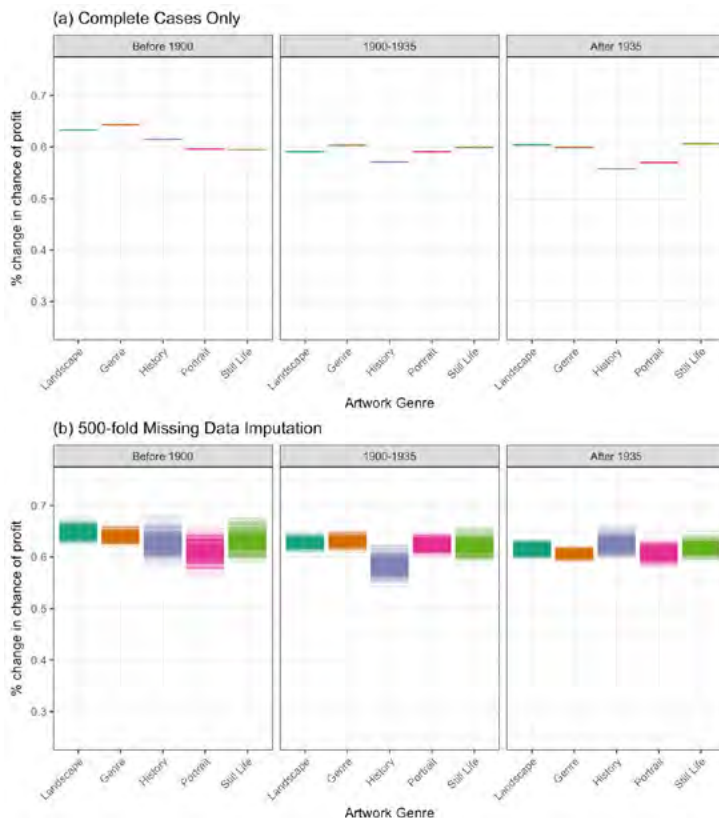 (a) Complete Cases Only
Before 1900 1900-1935 After 1935
% change in chance of profit
0.7
0.6
0.5
0.4
0.3
Landscape Genre History Portrait Still Life Landscape Genre History Portrait Still Life Landscape Genre History Portrait Still Life
Artwork Genre
(b) 500-fold Missing Data Imputation
Before 1900 1900-1935 After 1935
% change in chance of profit
0.7
0.6
0.5
0.4
0.3
Landscape Genre History Portrait Still Life Landscape Genre History Portrait Still Life Landscape Genre History Portrait Still Life
Artwork Genre